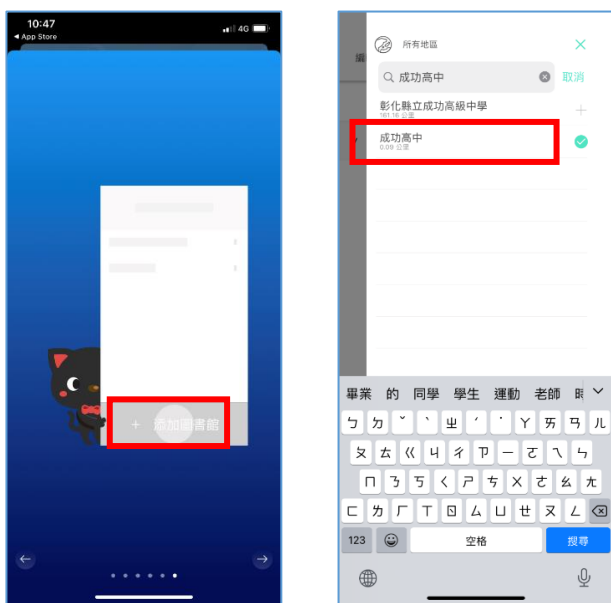 10:47
4G
◀ App Store
+ 添加圖書館
所有地區
成功高中
取消
彰化縣立成功高級中學
161.16 公里
成功高中
0.09 公里
畢業 的 同學 學生 運動 老師
ㄅ ㄉ ˇ ˋ ㄓ ˊ ˙ ㄚ ㄞ ㄢ ㄦ
ㄆ ㄊ ㄍ ㄐ ㄔ ㄗ ㄧ ㄛ ㄟ ㄣ
ㄇ ㄋ ㄎ ㄑ ㄕ ㄘ ㄨ ㄜ ㄠ ㄤ
ㄈ ㄌ ㄏ ㄒ ㄖ ㄙ ㄩ ㄝ ㄡ ㄥ
123 空格 搜尋